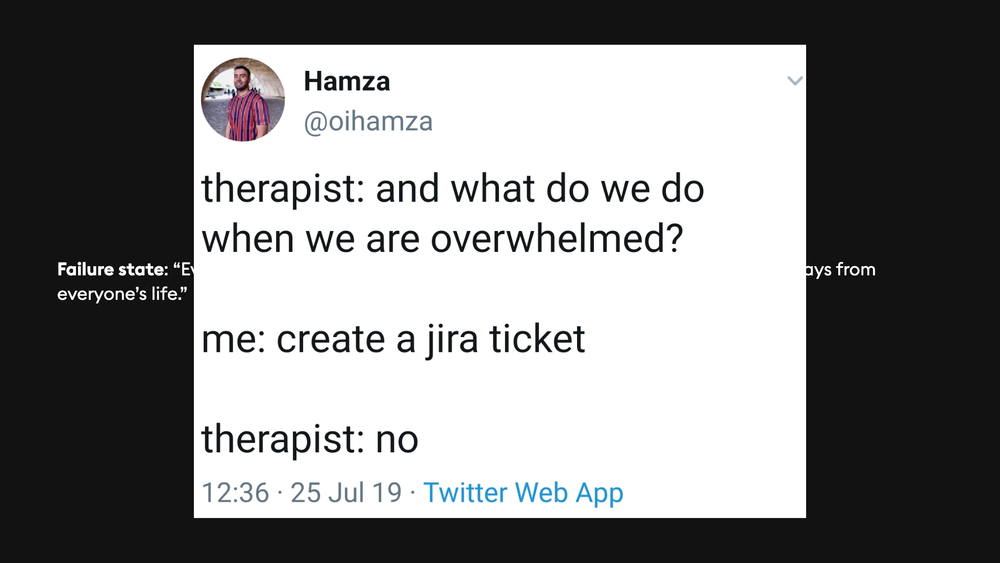 Hamza
@oihamza
therapist: and what do we do
when we are overwhelmed?
Failure state: “Ev
ays from
everyone’s life.”
me: create a jira ticket
therapist: no
12:36 · 25 Jul 19 · Twitter Web App